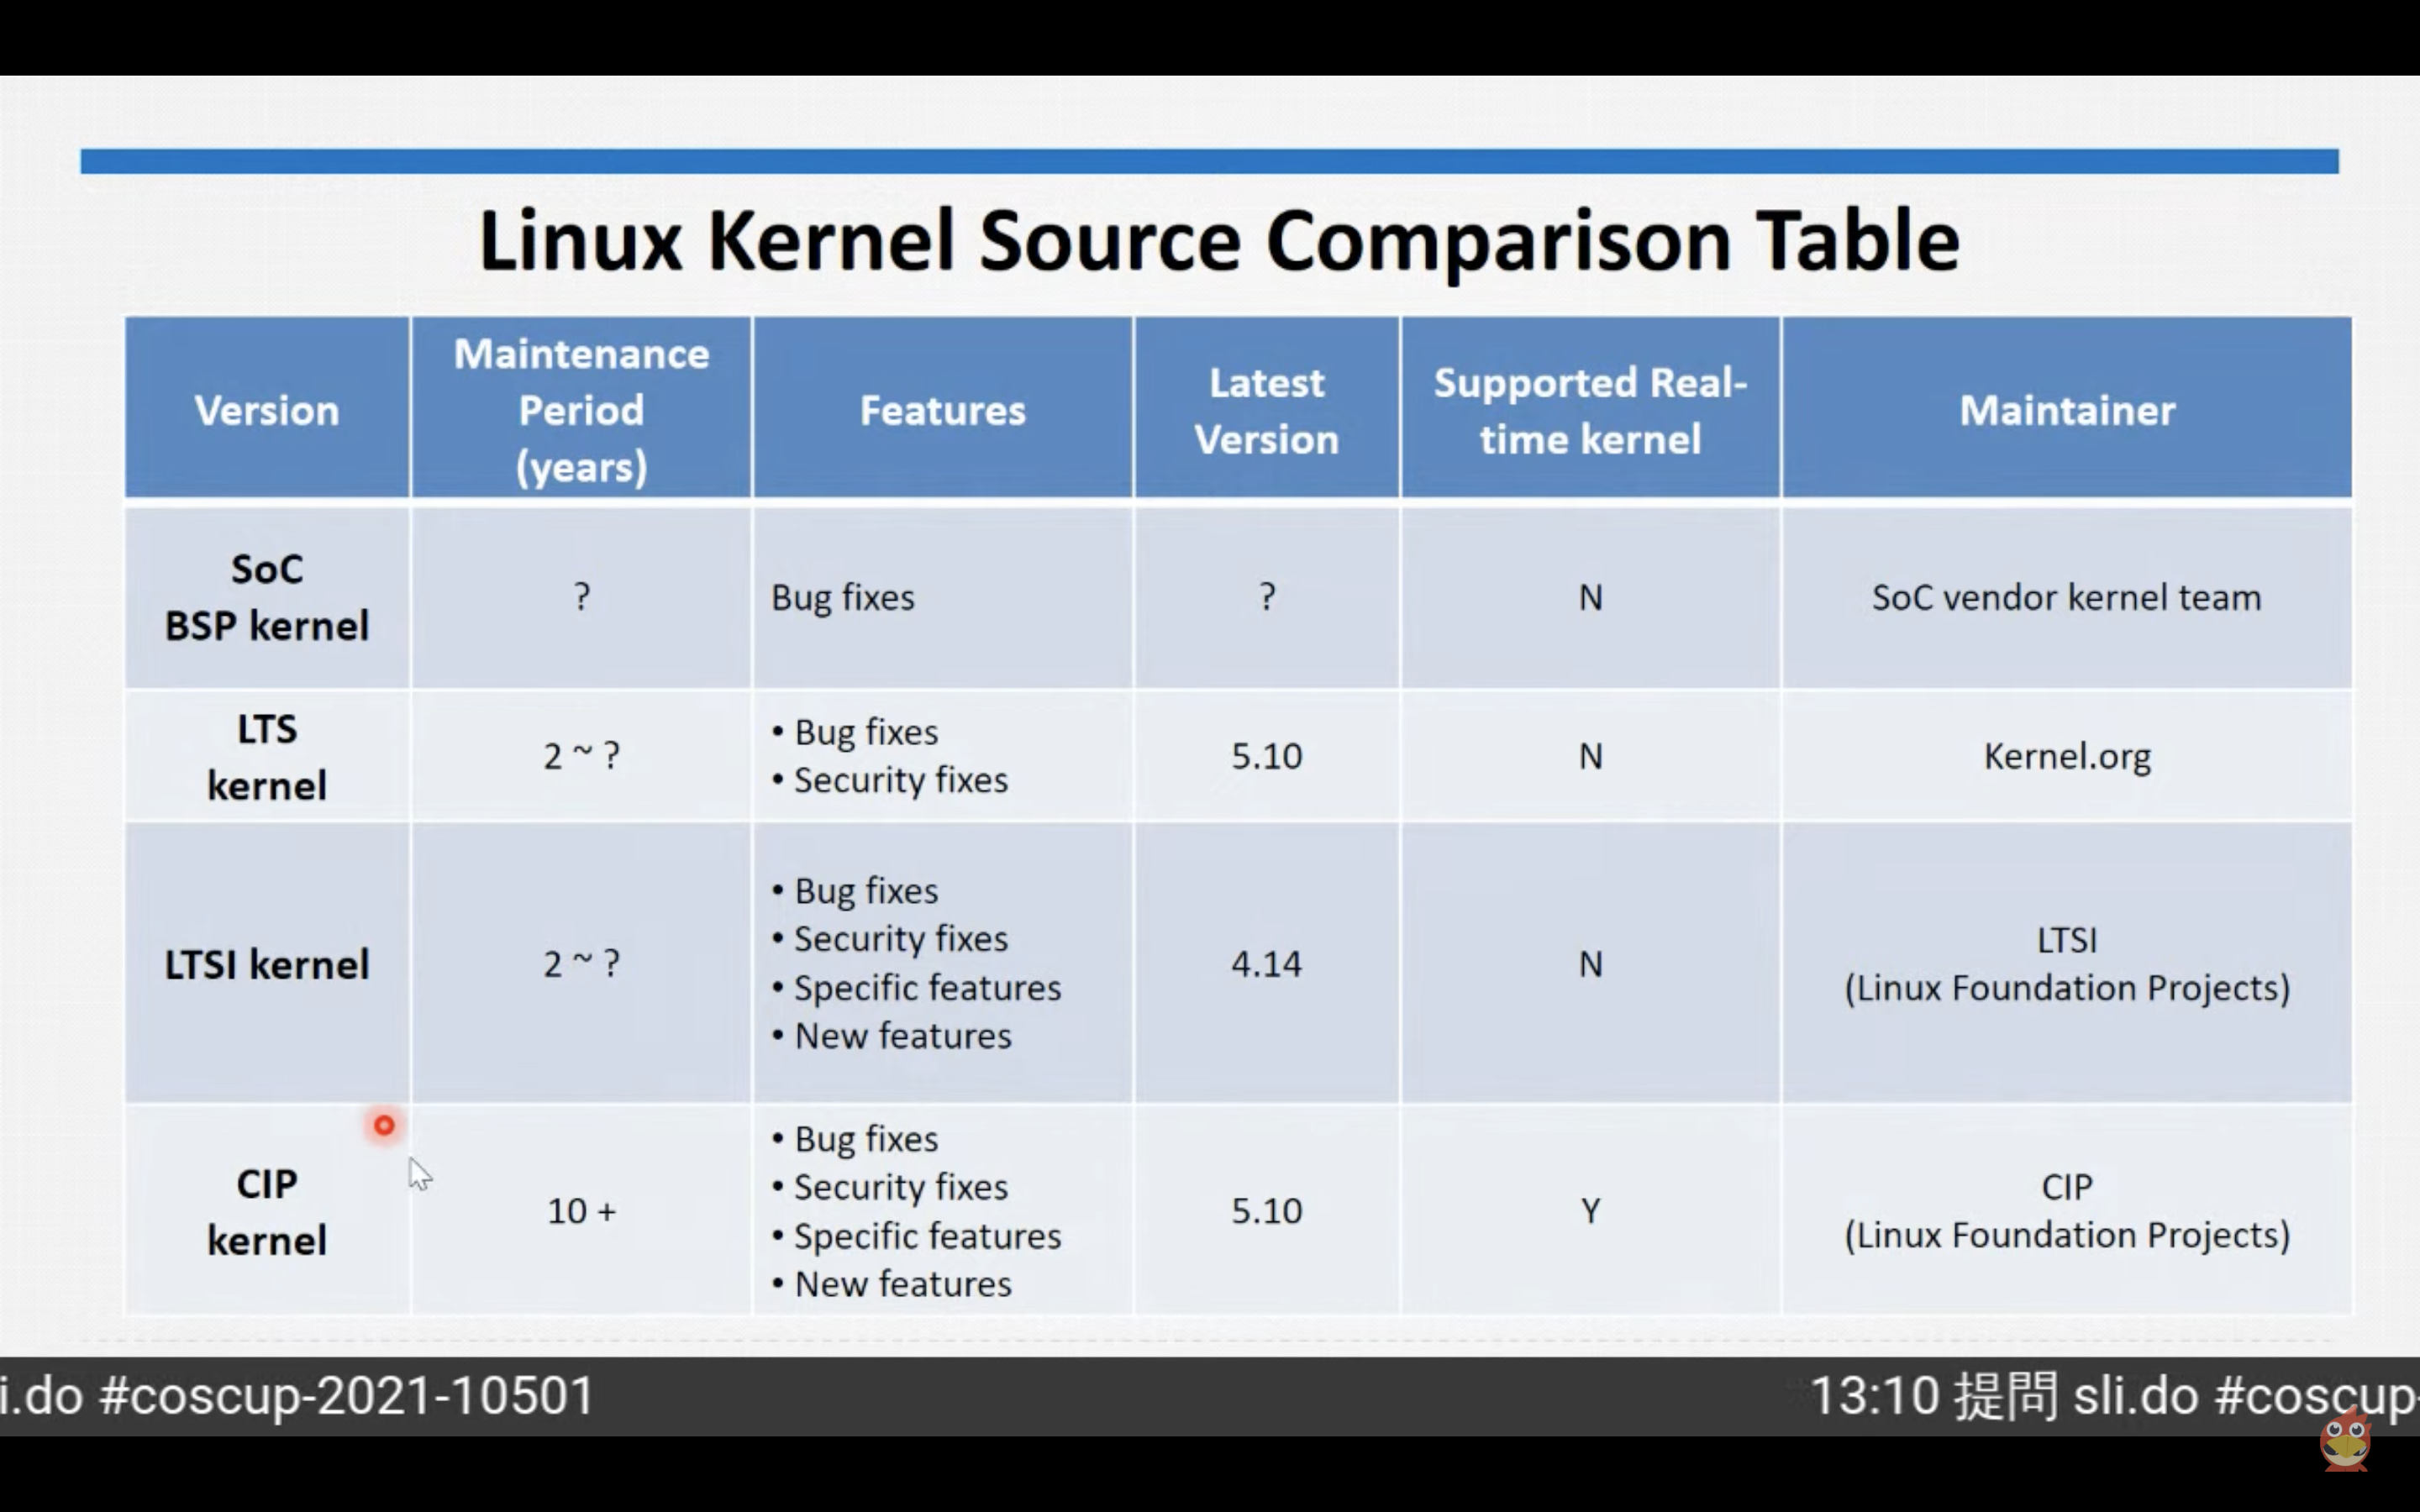 Linux Kernel Source Comparison Table
Version
Maintenance
Period
(years)
Features
Latest
Version
Supported Real-
time kernel
Maintainer
SoC
BSP kernel
?
Bug fixes
?
N
SoC vendor kernel team
LTS
kernel
2 ~ ?
• Bug fixes
• Security fixes
5.10
N
Kernel.org
LTSI kernel
2 ~ ?
• Bug fixes
• Security fixes
• Specific features
• New features
4.14
N
LTSI
(Linux Foundation Projects)
CIP
kernel
10 +
• Bug fixes
• Security fixes
• Specific features
• New features
5.10
Y
CIP
(Linux Foundation Projects)
i.do #coscup-2021-10501
13:10 提問 sli.do #coscup-